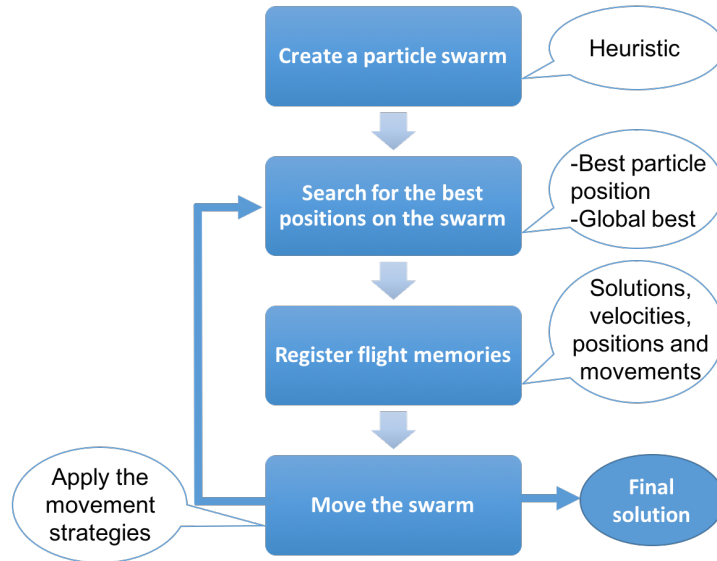 Create a particle swarm
Heuristic
Search for the best
positions on the swarm
-Best particle
position
-Global best
Register flight memories
Solutions,
velocities,
positions and
movements
Apply the
movement
strategies
Move the swarm
Final
solution